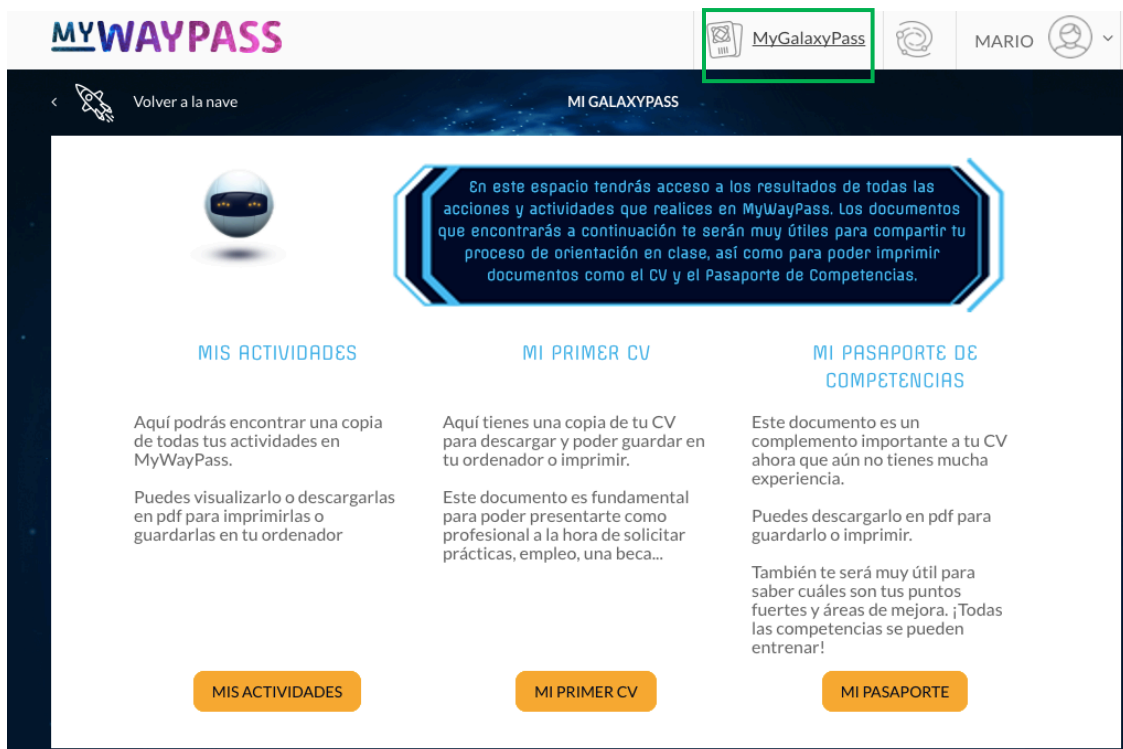 MYWAYPASS
MyGalaxyPass
MARIO
Volver a la nave
MI GALAXYPASS
En este espacio tendrás acceso a los resultados de todas las
acciones y actividades que realices en MyWayPass. Los documentos
que encontrarás a continuación te serán muy útiles para compartir tu
proceso de orientación en clase, así como para poder imprimir
documentos como el CV y el Pasaporte de Competencias.
MIS ACTIVIDADES
Aquí podrás encontrar una copia
de todas tus actividades en
MyWayPass.
Puedes visualizarlo o descargarlas
en pdf para imprimirlas o
guardarlas en tu ordenador
MIS ACTIVIDADES
MI PRIMER CV
Aquí tienes una copia de tu CV
para descargar y poder guardar en
tu ordenador o imprimir.
Este documento es fundamental
para poder presentarte como
profesional a la hora de solicitar
prácticas, empleo, una beca...
MI PRIMER CV
MI PASAPORTE DE
COMPETENCIAS
Este documento es un
complemento importante a tu CV
ahora que aún no tienes mucha
experiencia.
Puedes descargarlo en pdf para
guardarlo o imprimir.
También te será muy útil para
saber cuáles son tus puntos
fuertes y áreas de mejora. ¡Todas
las competencias se pueden
entrenar!
MI PASAPORTE